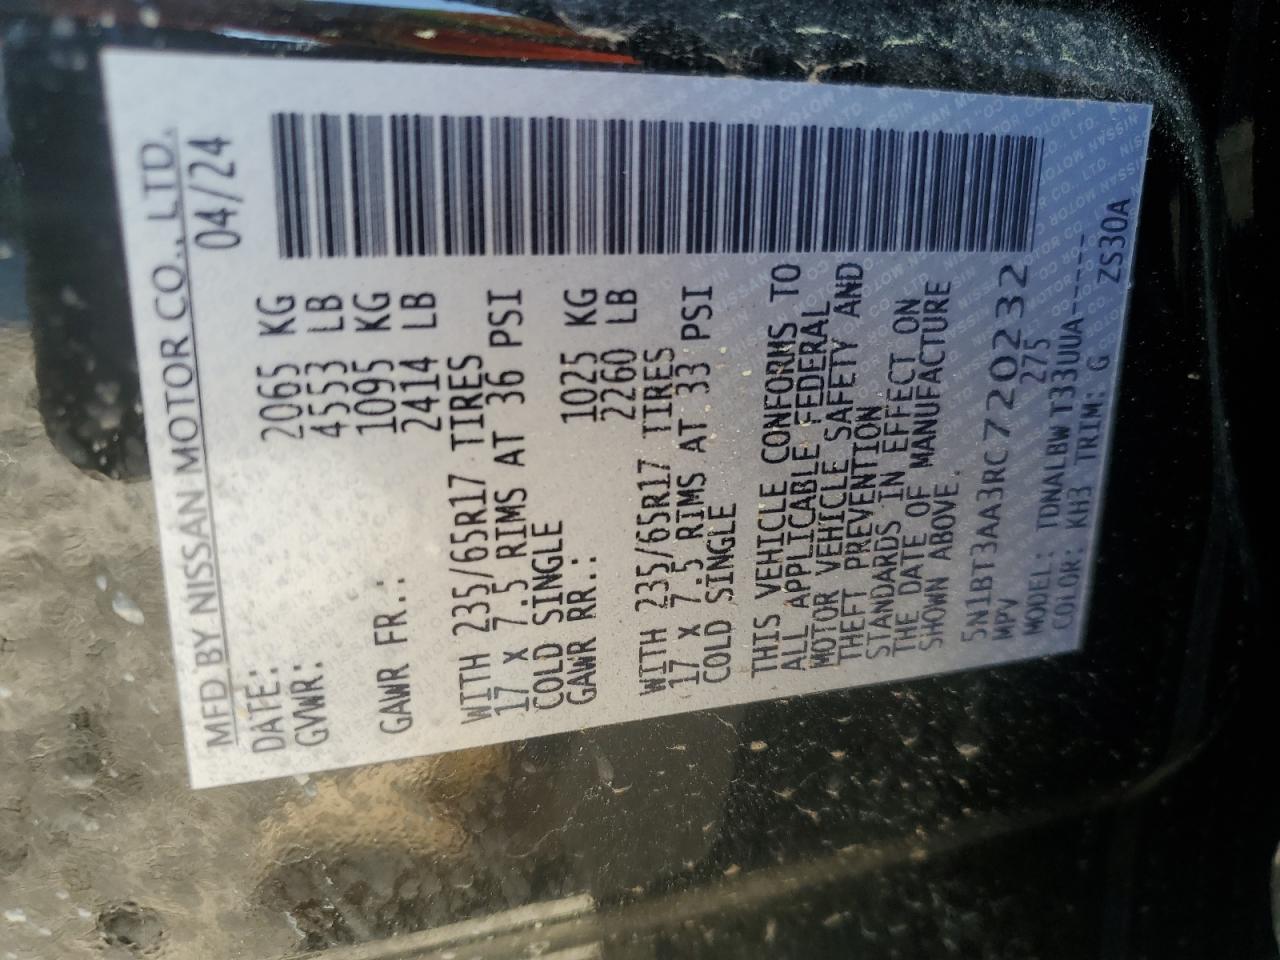 MFD BY NISSAN MOTOR CO., LTD.
DATE: 04/24
GVWR: 2065 KG
4553 LB
GAWR FR.: 1095 KG
2414 LB
WITH 235/65R17 TIRES
17 X 7.5 RIMS AT 36 PSI
COLD SINGLE
GAWR RR.: 1025 KG
2260 LB
WITH 235/65R17 TIRES
17 X 7.5 RIMS AT 33 PSI
COLD SINGLE
THIS VEHICLE CONFORMS TO
ALL APPLICABLE FEDERAL
MOTOR VEHICLE SAFETY AND
THEFT PREVENTION
STANDARDS IN EFFECT ON
THE DATE OF MANUFACTURE
SHOWN ABOVE.
5N1BT3AA3RC720232
MPV 275
MODEL: TDNALBWT33UUA-----
COLOR: KH3 TRIM: G ZS30A